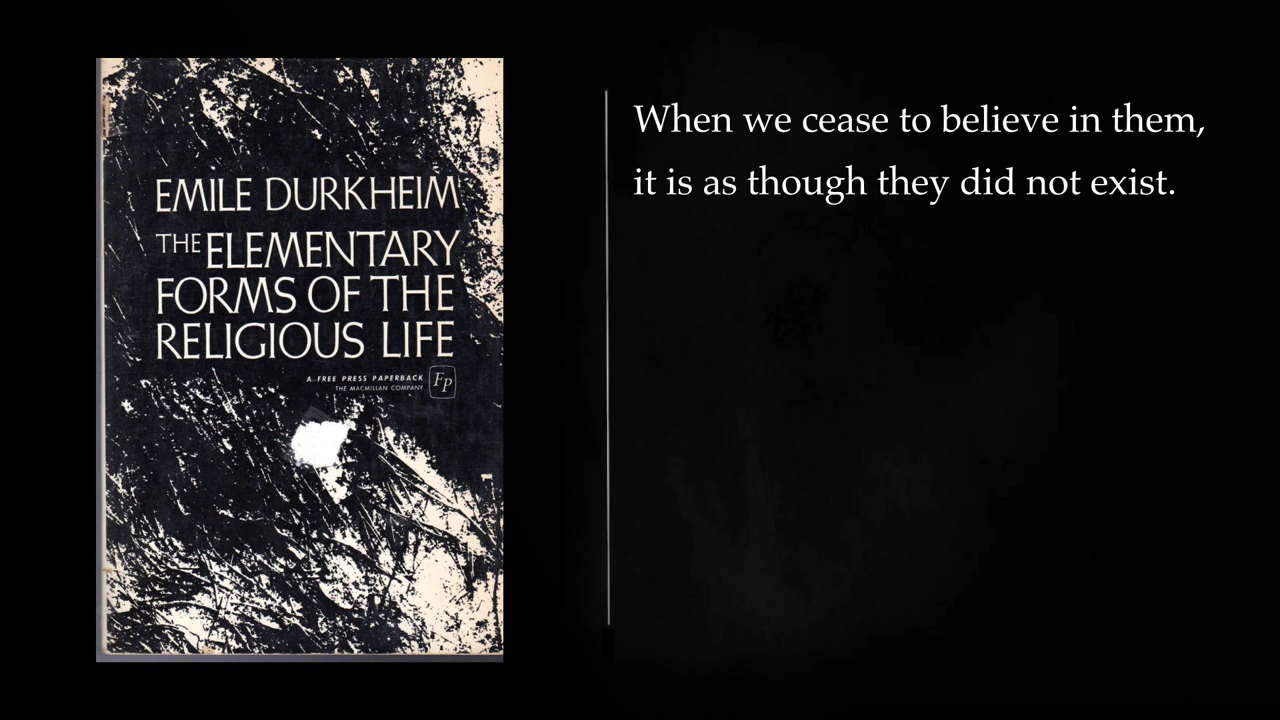 EMILE DURKHEIM
THE ELEMENTARY
FORMS OF THE
RELIGIOUS LIFE
A FREE PRESS PAPERBACK
THE MACMILLAN COMPANY
FP
When we cease to believe in them,
it is as though they did not exist.